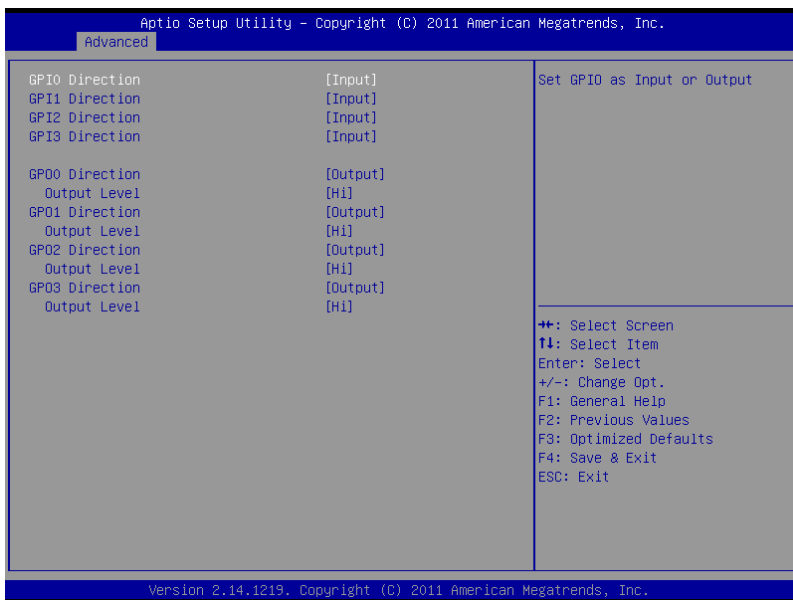 Aptio Setup Utility – Copyright (C) 2011 American Megatrends, Inc.
Advanced
GPI0 Direction [Input]
GPI1 Direction [Input]
GPI2 Direction [Input]
GPI3 Direction [Input]
GPO0 Direction [Output]
Output Level [Hi]
GPO1 Direction [Output]
Output Level [Hi]
GPO2 Direction [Output]
Output Level [Hi]
GPO3 Direction [Output]
Output Level [Hi]
Set GPIO as Input or Output
→←: Select Screen
↑↓: Select Item
Enter: Select
+/-: Change Opt.
F1: General Help
F2: Previous Values
F3: Optimized Defaults
F4: Save & Exit
ESC: Exit
Version 2.14.1219. Copyright (C) 2011 American Megatrends, Inc.